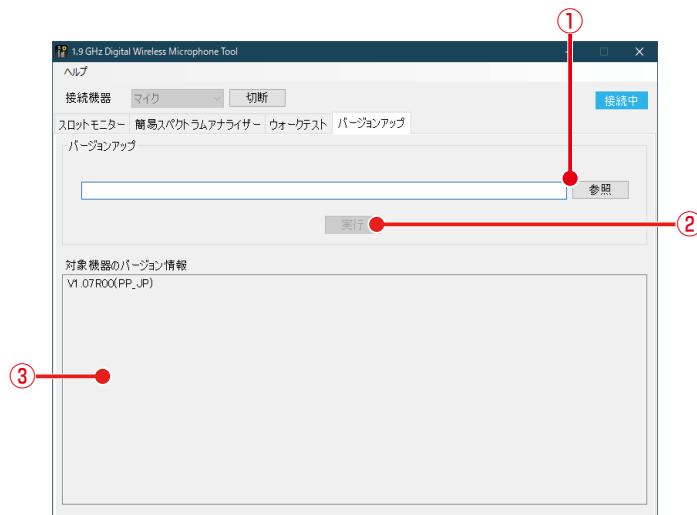 ①
1.9 GHz Digital Wireless Microphone Tool
ヘルプ
接続機器 マイク 切断 接続中
スロットモニター 簡易スペクトラムアナライザー ウォークテスト バージョンアップ
バージョンアップ
参照
実行 ②
対象機器のバージョン情報
V1.07R00(PP_JP)
③